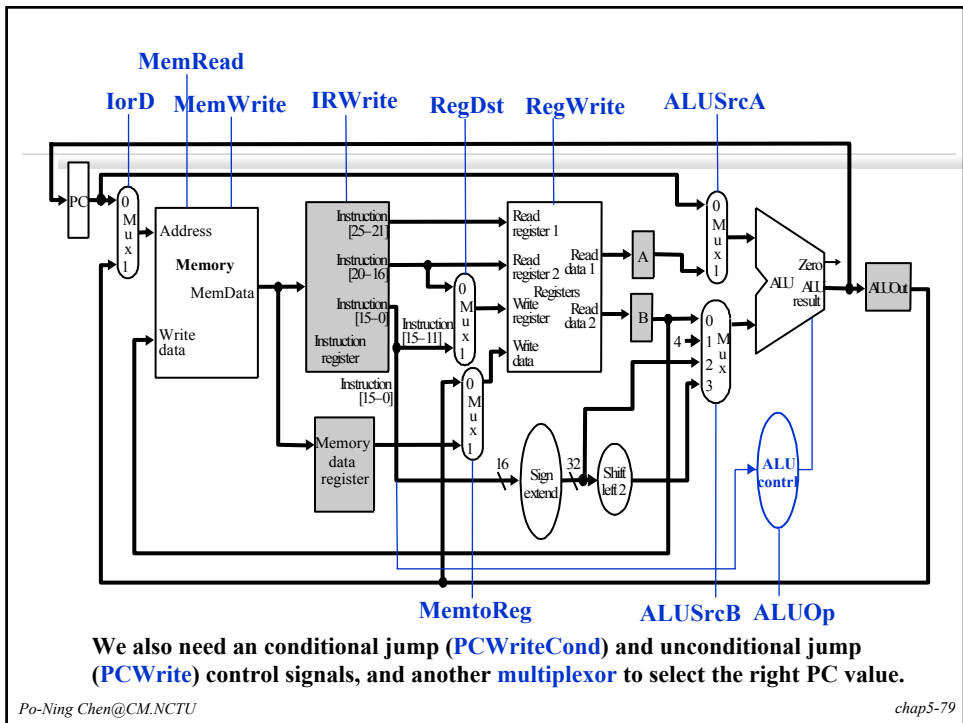 MemRead
IorD
MemWrite
IRWrite
RegDst
RegWrite
ALUSrcA
PC
0
M
u
x
1
Address
Memory
MemData
Write
data
Instruction
[25–21]
Instruction
[20–16]
Instruction
[15–0]
Instruction
register
Instruction
[15–11]
Instruction
[15–0]
Memory
data
register
0
M
u
x
1
0
M
u
x
1
Read
register 1
Read
register 2
Registers
Write
register
Write
data
Read
data 1
Read
data 2
16
Sign
extend
32
Shift
left 2
A
B
4
0
M
u
x
1
0
1
2
3
M
u
x
Zero
ALU
ALU
result
ALUOut
ALU
contrl
MemtoReg
ALUSrcB
ALUOp
We also need an conditional jump (PCWriteCond) and unconditional jump
(PCWrite) control signals, and another multiplexor to select the right PC value.
Po-Ning Chen@CM.NCTU
chap5-79